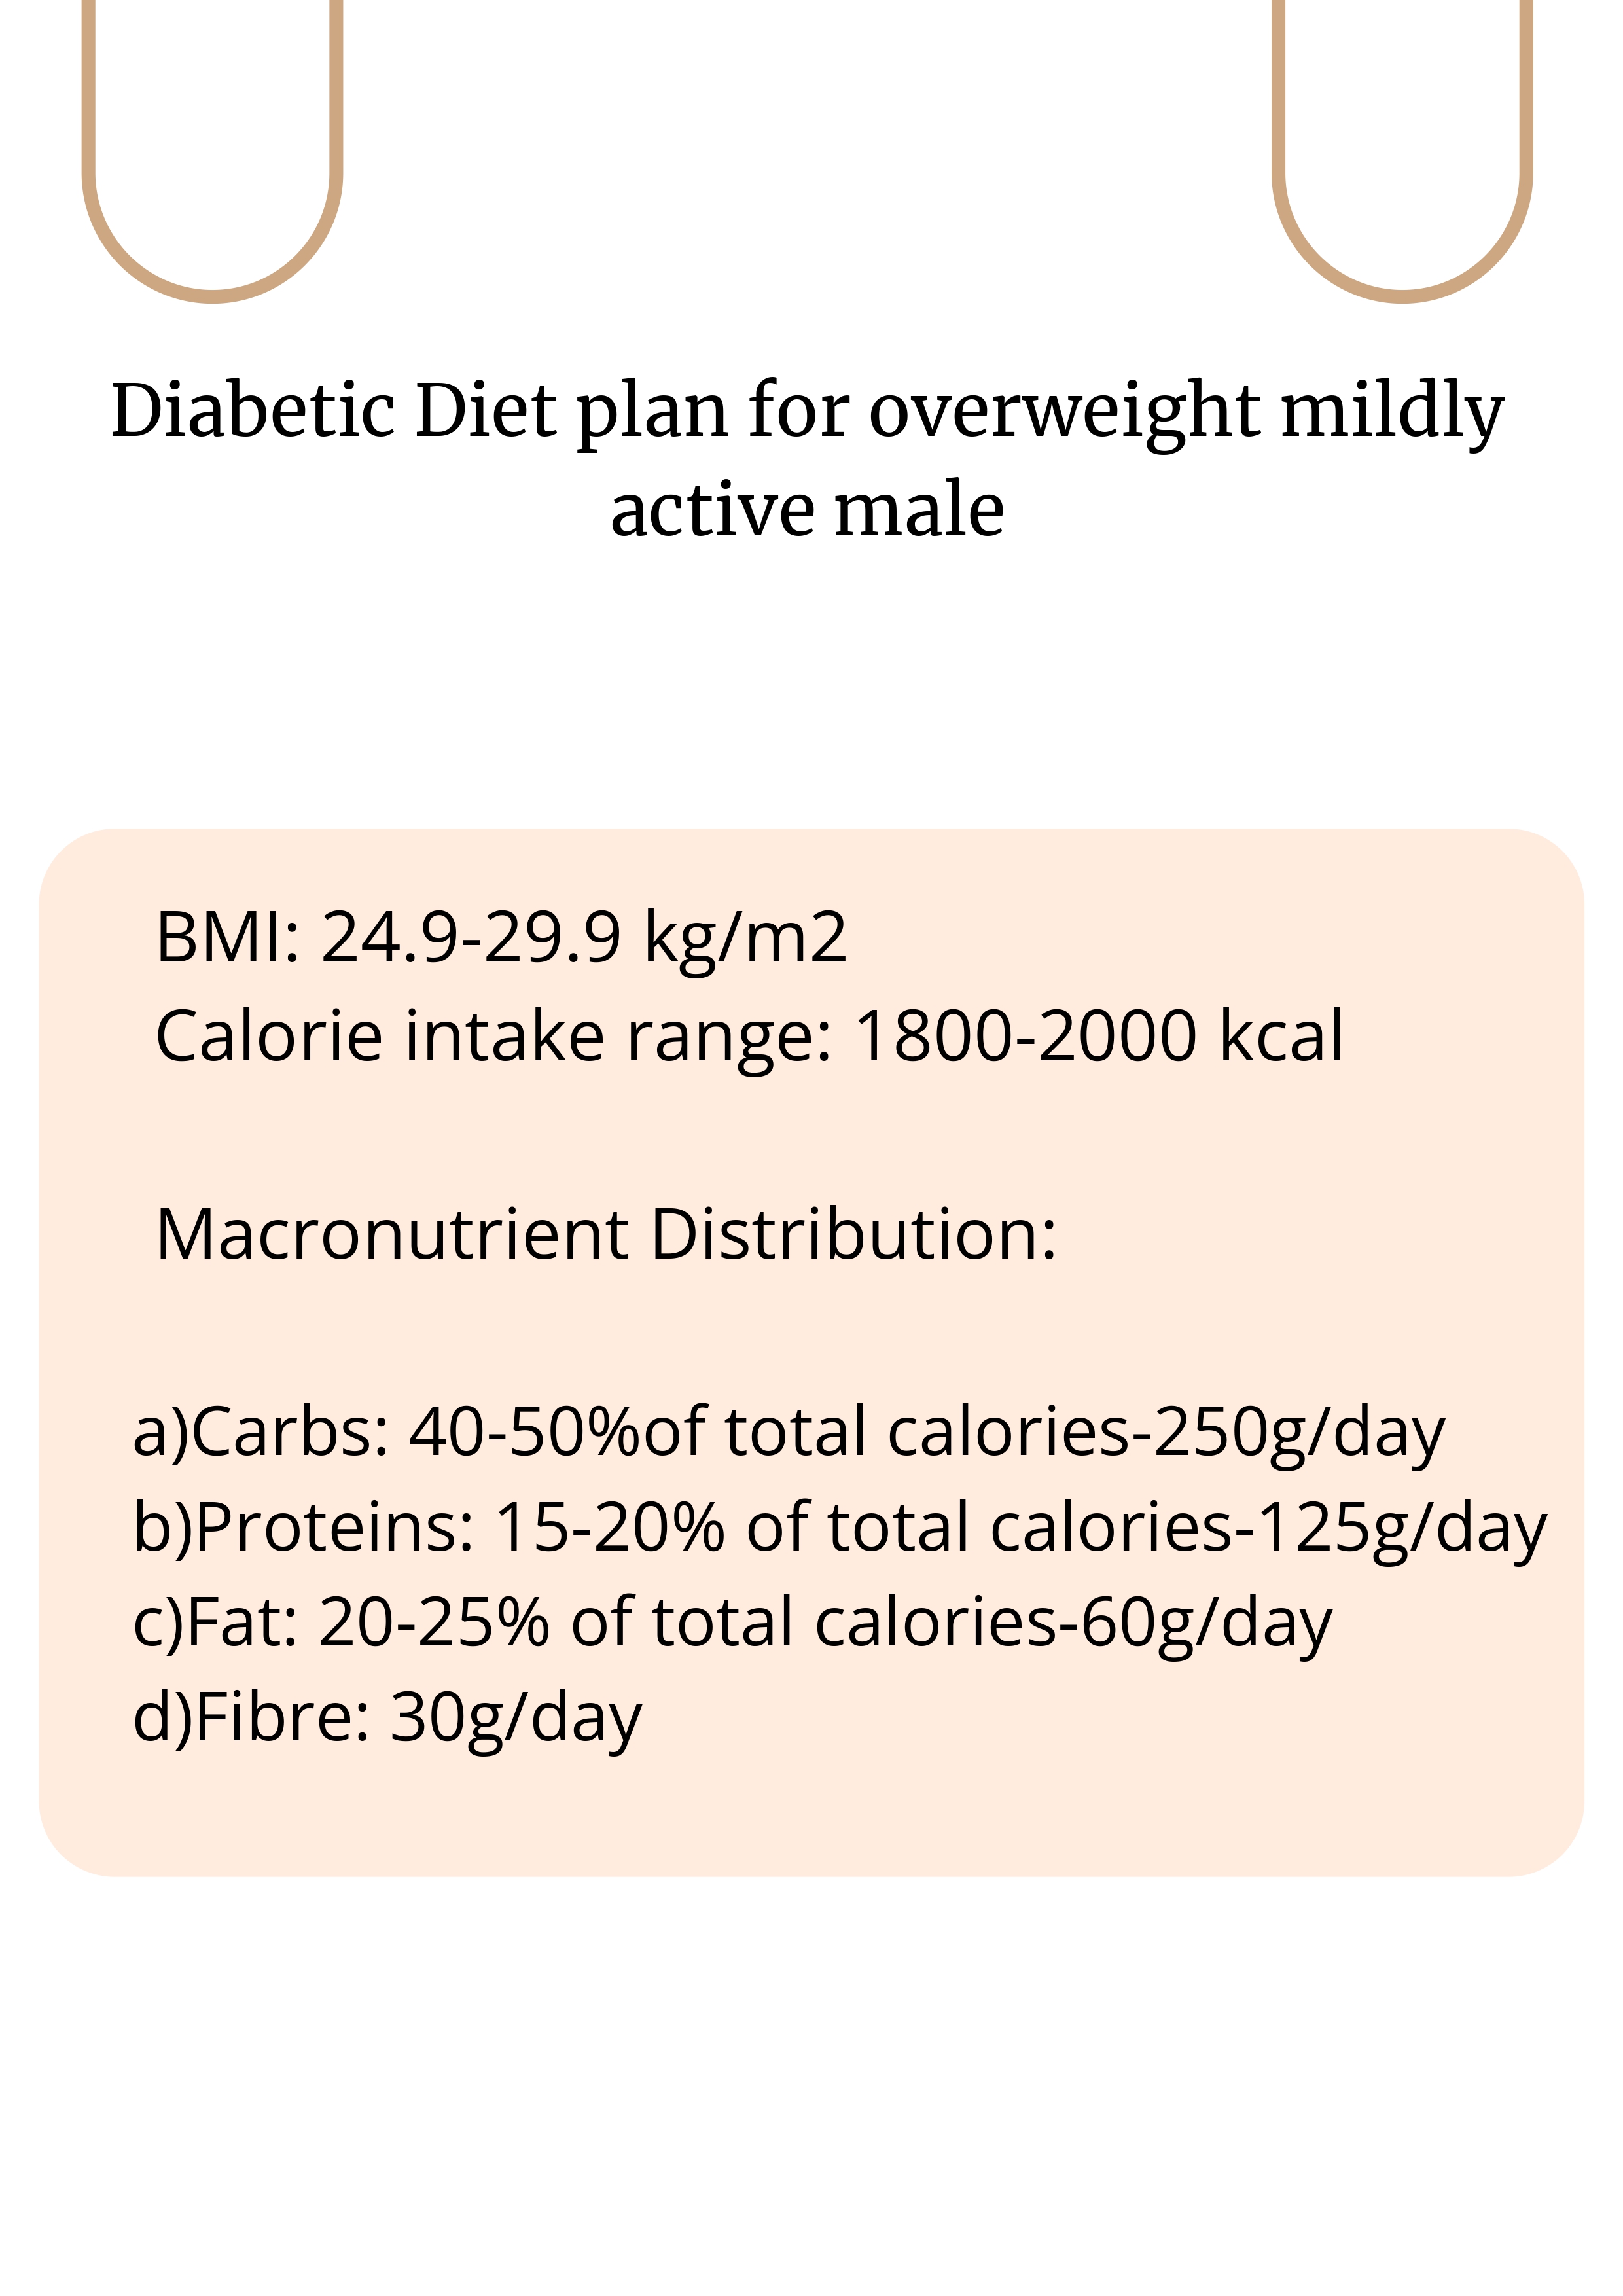 Diabetic Diet plan for overweight mildly
active male
BMI: 24.9-29.9 kg/m2
Calorie intake range: 1800-2000 kcal
Macronutrient Distribution:
a)Carbs: 40-50%of total calories-250g/day
b)Proteins: 15-20% of total calories-125g/day
c)Fat: 20-25% of total calories-60g/day
d)Fibre: 30g/day